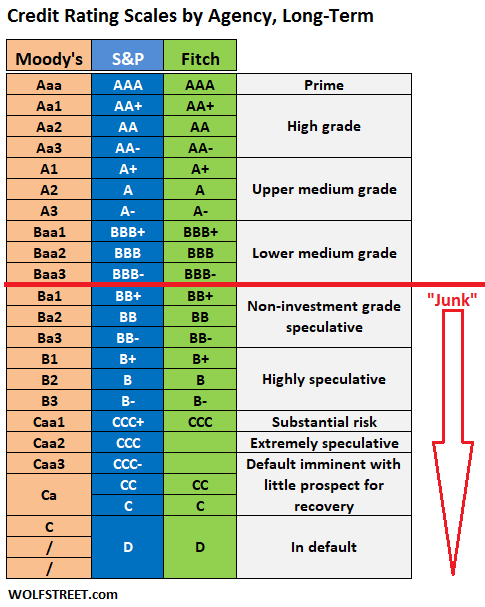 Credit Rating Scales by Agency, Long-Term
Moody's S&P Fitch
Aaa AAA AAA Prime
Aa1 AA+ AA+
Aa2 AA AA High grade
Aa3 AA- AA-
A1 A+ A+
A2 A A Upper medium grade
A3 A- A-
Baa1 BBB+ BBB+
Baa2 BBB BBB Lower medium grade
Baa3 BBB- BBB-
"Junk"
Ba1 BB+ BB+ Non-investment grade
Ba2 BB BB speculative
Ba3 BB- BB-
B1 B+ B+
B2 B B Highly speculative
B3 B- B-
Caa1 CCC+ CCC Substantial risk
Caa2 CCC Extremely speculative
Caa3 CCC- Default imminent with
Ca CC CC little prospect for
C C recovery
C
/ D D In default
/
WOLFSTREET.com